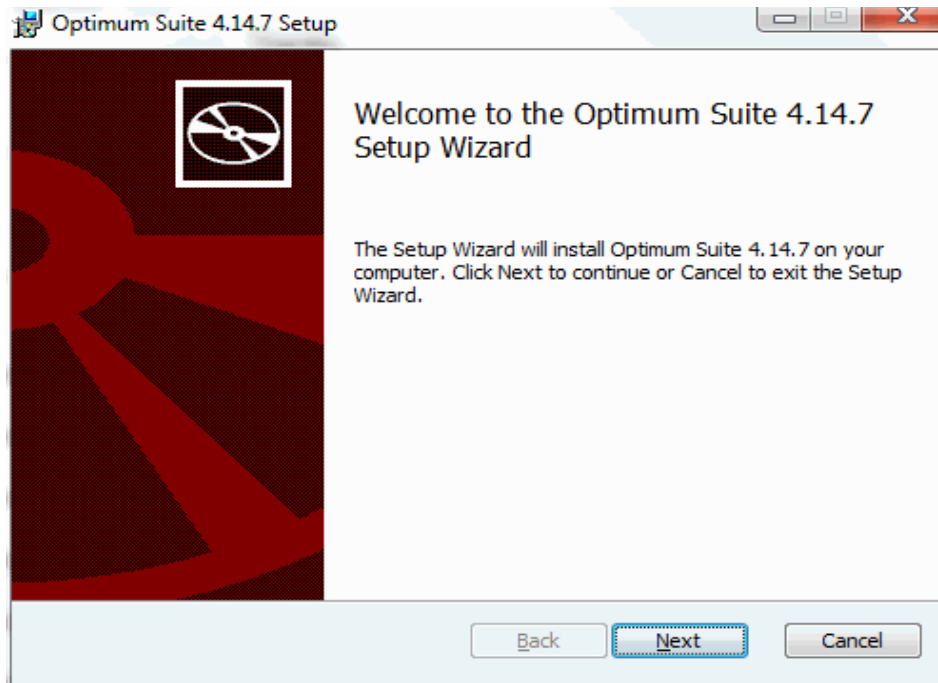 Optimum Suite 4.14.7 Setup
Welcome to the Optimum Suite 4.14.7
Setup Wizard
The Setup Wizard will install Optimum Suite 4.14.7 on your
computer. Click Next to continue or Cancel to exit the Setup
Wizard.
Back Next Cancel